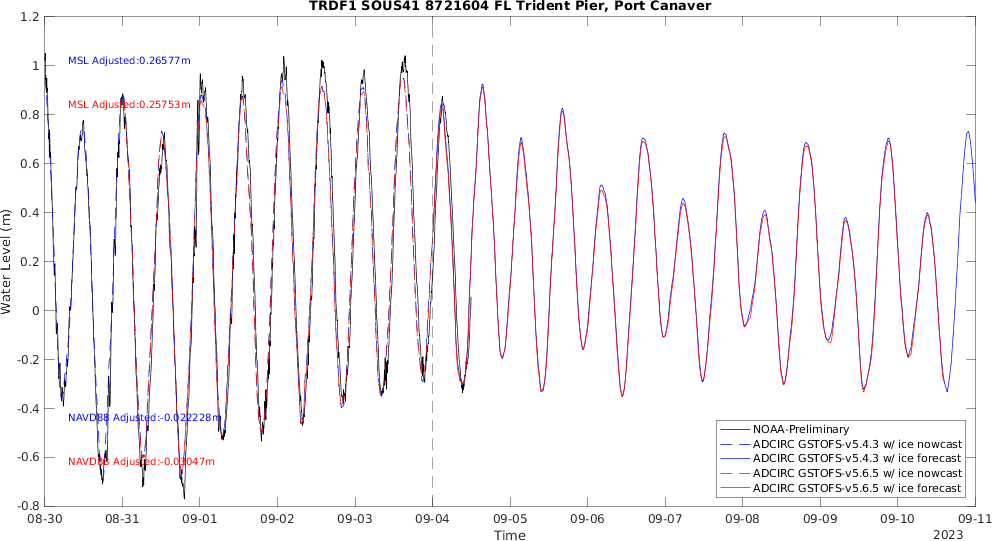 TRDF1 SOUS41 8721604 FL Trident Pier, Port Canaver
1.2
1
0.8
0.6
0.4
0.2
0
-0.2
-0.4
-0.6
-0.8
Water Level (m)
MSL Adjusted:0.26577m
MSL Adjusted:0.25753m
NAVD88 Adjusted:-0.022228m
NAVD88 Adjusted:-0.03047m
NOAA-Preliminary
ADCIRC GSTOFS-v5.4.3 w/ ice nowcast
ADCIRC GSTOFS-v5.4.3 w/ ice forecast
ADCIRC GSTOFS-v5.6.5 w/ ice nowcast
ADCIRC GSTOFS-v5.6.5 w/ ice forecast
08-30 08-31 09-01 09-02 09-03 09-04 09-05 09-06 09-07 09-08 09-09 09-10 09-11
Time
2023